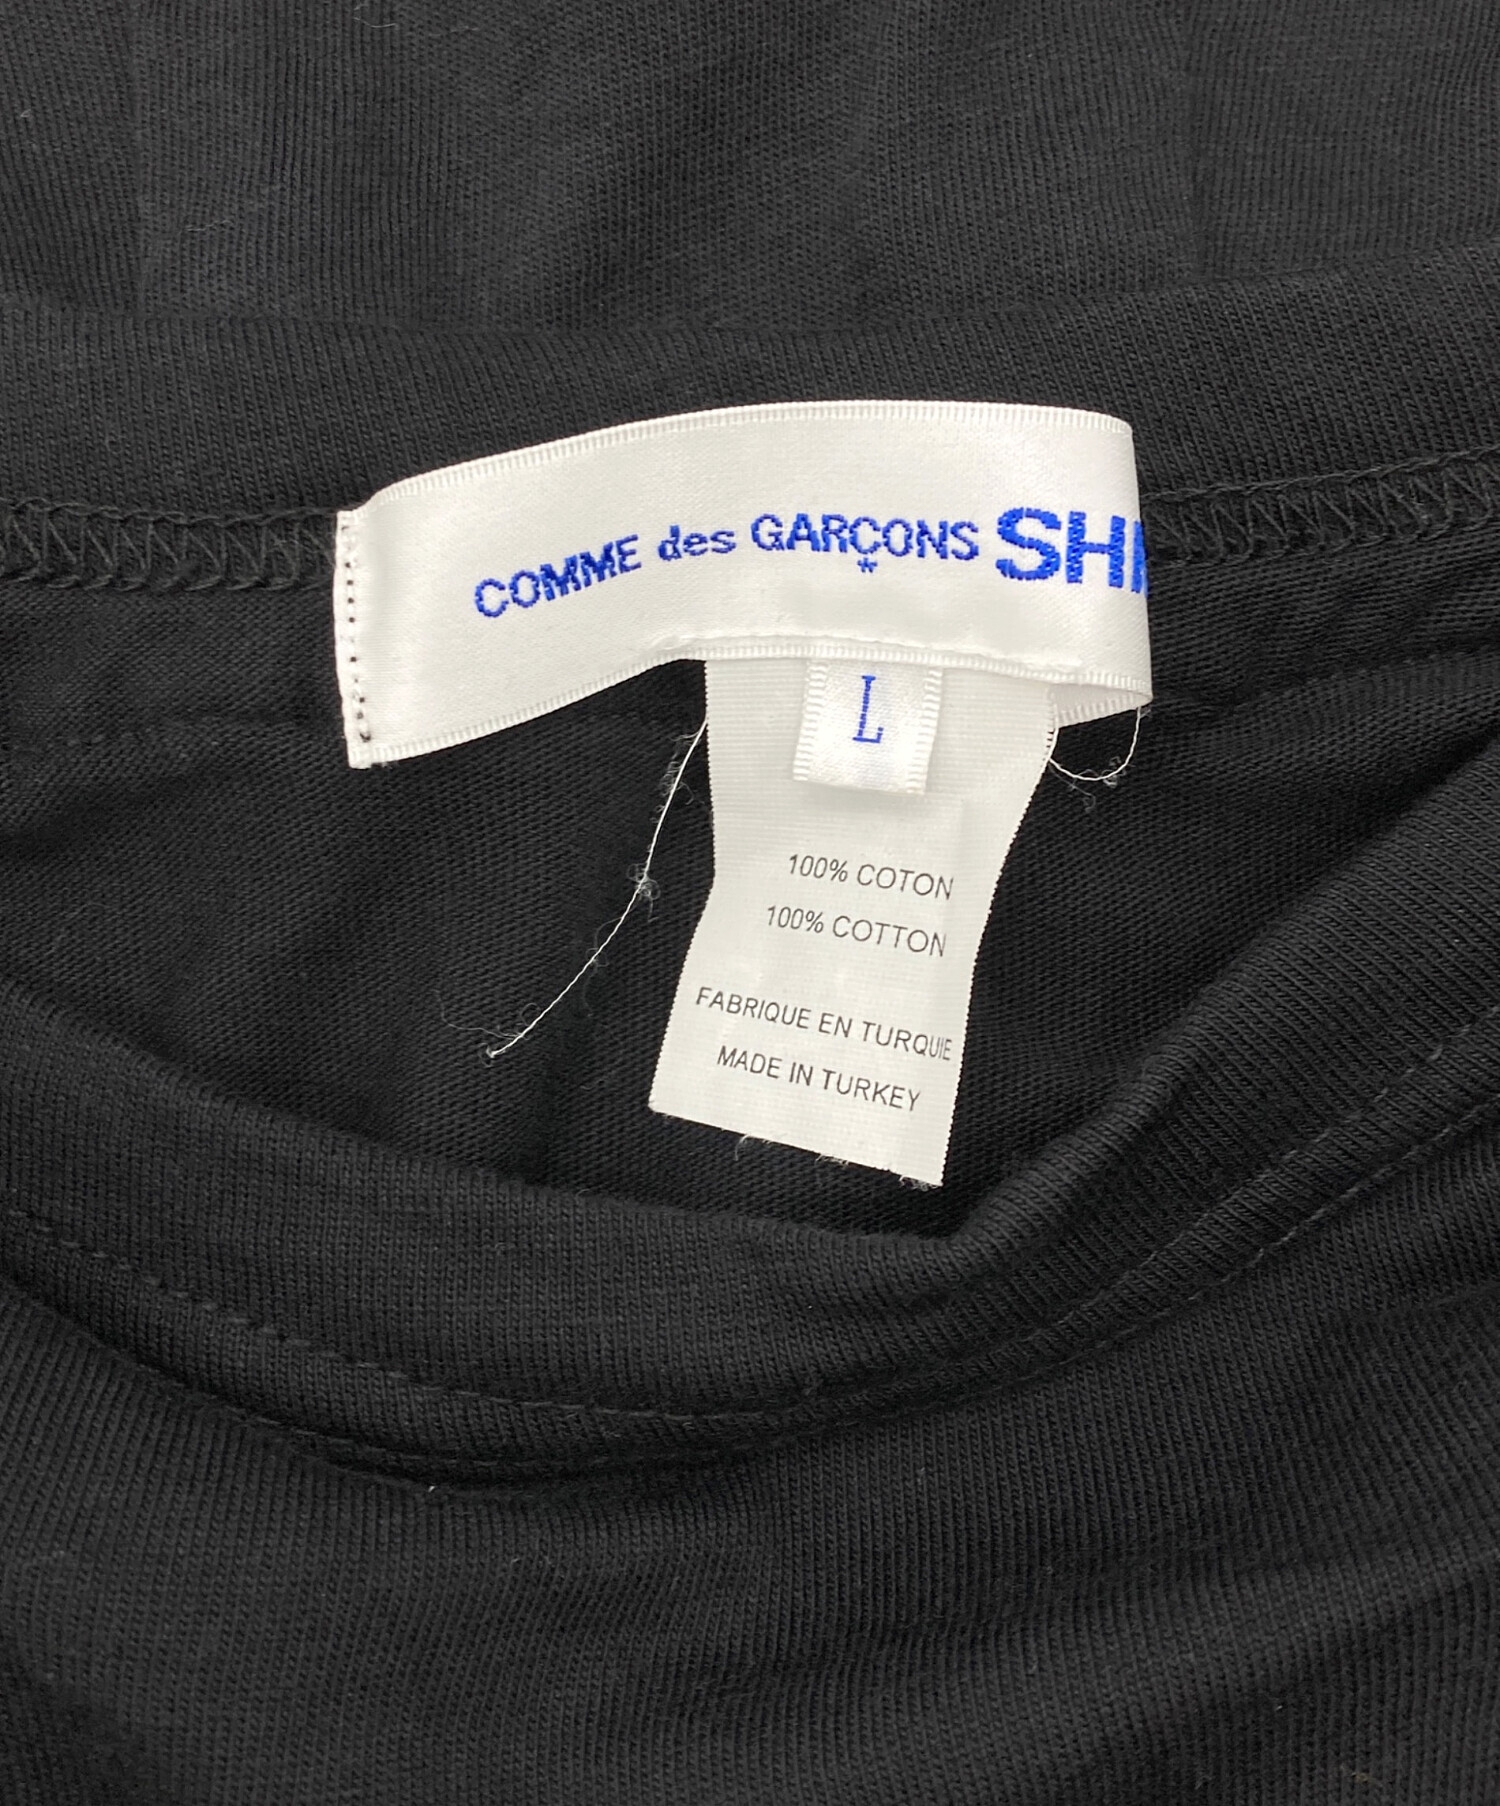 COMME des GARÇONS SHI
*
L
100% COTON
100% COTTON
FABRIQUE EN TURQUIE
MADE IN TURKEY